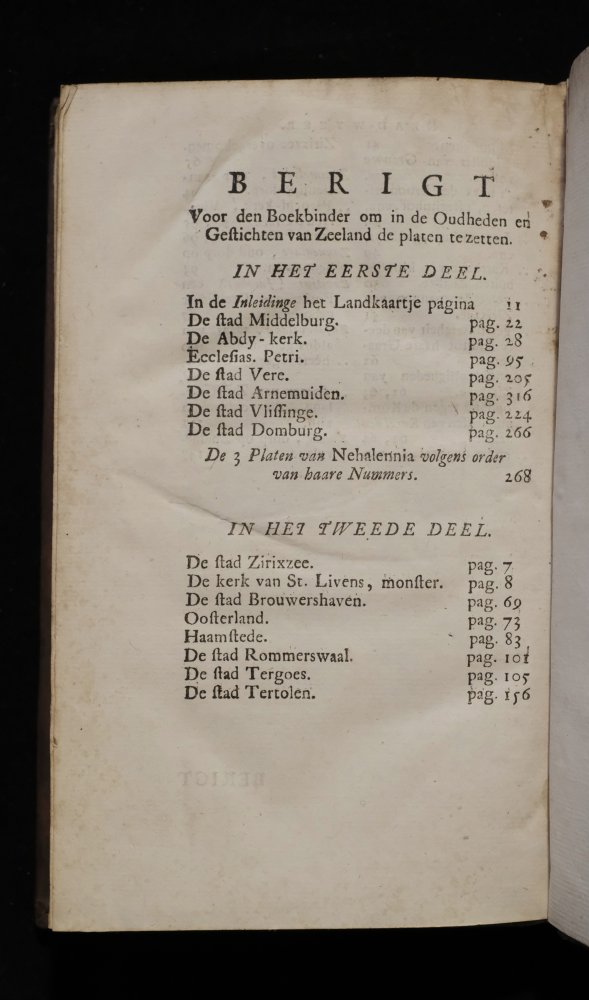 BERIGT
Voor den Boekbinder om in de Oudheden en
Geſtichten van Zeeland de platen te zetten.
IN HET EERSTE DEEL.
In de Inleidinge het Landkaartje pagina 11
De ſtad Middelburg. pag. 22
De Abdy-kerk. pag. 28
Ecclefias. Petri. pag. 95
De ſtad Vere. pag. 205
De ſtad Arnemuiden. pag. 316
De ſtad Vliſſinge. pag. 224
De ſtad Domburg. pag. 266
De 3 Platen van Nehalennia volgens order
van haare Nummers. 268
IN HET TWEEDE DEEL.
De ſtad Zirixzee. pag. 7
De kerk van St. Livens, monſter. pag. 8
De ſtad Brouwershaven. pag. 69
Ooſterland. pag. 73
Haamſtede. pag. 83
De ſtad Rommerswaal. pag. 101
De ſtad Tergoes. pag. 105
De ſtad Tertolen. pag. 156